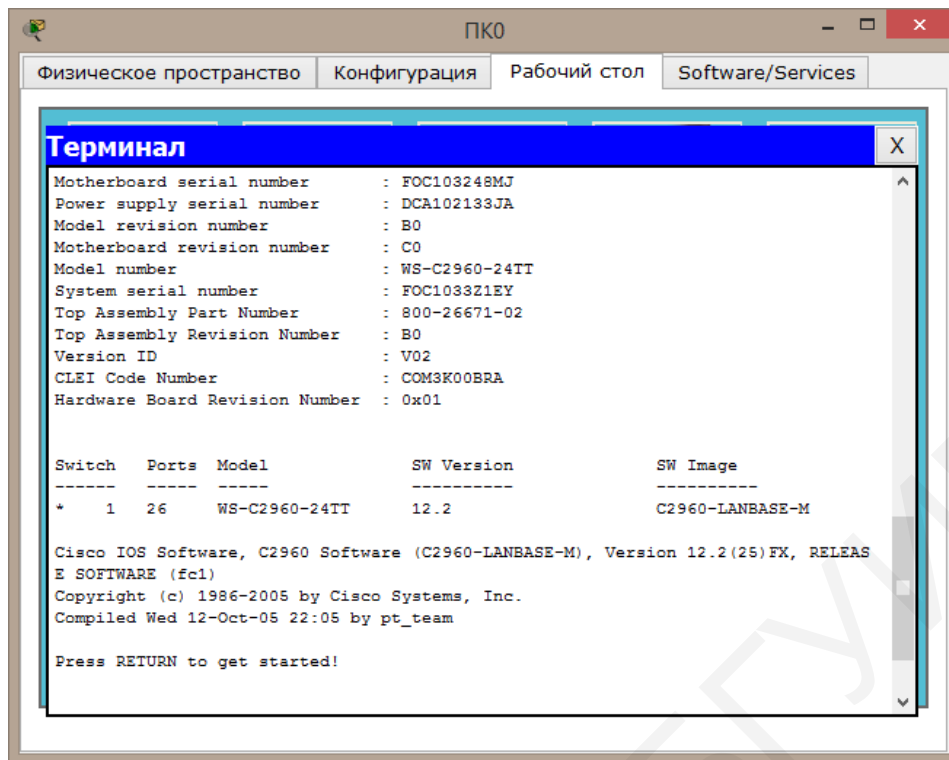 ПК0
Физическое пространство Конфигурация Рабочий стол Software/Services
Терминал X
Motherboard serial number : FOC103248MJ
Power supply serial number : DCA102133JA
Model revision number : B0
Motherboard revision number : C0
Model number : WS-C2960-24TT
System serial number : FOC1033Z1EY
Top Assembly Part Number : 800-26671-02
Top Assembly Revision Number : B0
Version ID : V02
CLEI Code Number : COM3K00BRA
Hardware Board Revision Number : 0x01
Switch Ports Model SW Version SW Image
------ ----- ----- ---------- ----------
* 1 26 WS-C2960-24TT 12.2 C2960-LANBASE-M
Cisco IOS Software, C2960 Software (C2960-LANBASE-M), Version 12.2(25)FX, RELEAS
E SOFTWARE (fc1)
Copyright (c) 1986-2005 by Cisco Systems, Inc.
Compiled Wed 12-Oct-05 22:05 by pt_team
Press RETURN to get started!